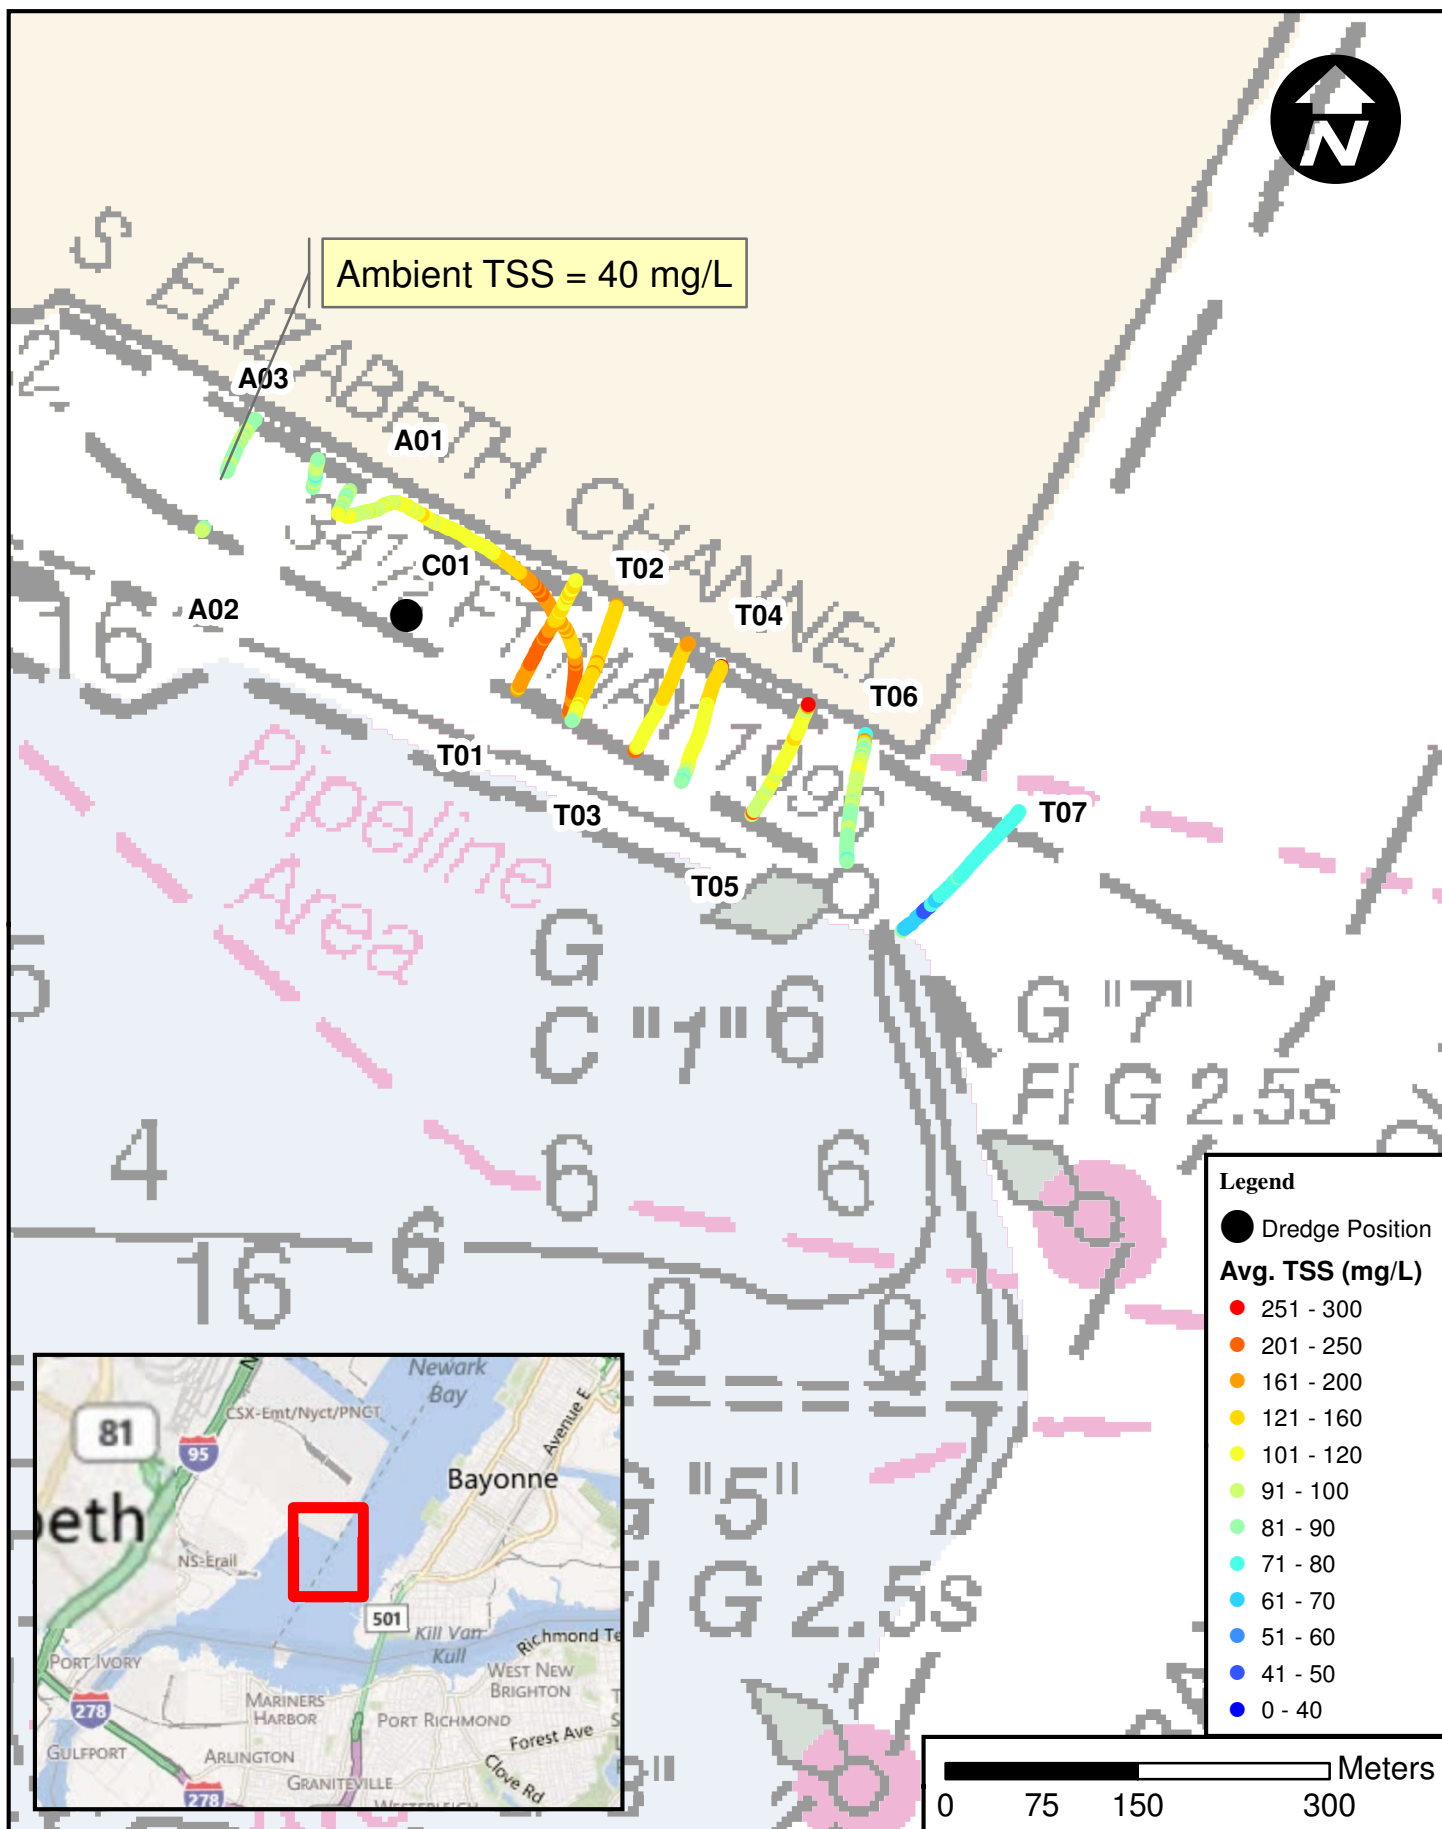 S ELIZABETH CHANNEL
Ambient TSS = 40 mg/L
2
A03
A01
C01
T02
A02
T04
16
T06
T01
T07
T03
T05
Pipeline
Area
G
C "1"
6
5
G "7"
Fl G 2.5s
4
6
6
6
16
8
8
G "5"
Fl G 2.5s
Legend
Dredge Position
Avg. TSS (mg/L)
251 - 300
201 - 250
161 - 200
121 - 160
101 - 120
91 - 100
81 - 90
71 - 80
61 - 70
51 - 60
41 - 50
0 - 40
Meters
0 75 150 300
N
Newark
Bay
CSX-Emt/Nyct/PNCT
Avenue E
81
95
Bayonne
beth
NS-Erail
501
Kill Van
Kull
Richmond Te
PORT IVORY
WEST NEW
BRIGHTON
278
MARINERS
HARBOR
PORT RICHMOND
Forest Ave
GULFPORT
ARLINGTON
Clove Rd
GRANITEVILLE
278